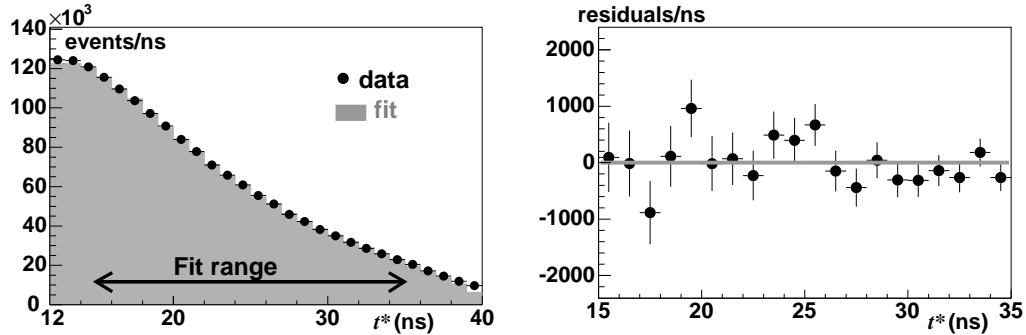 ×10³
140
120
100
80
60
40
20
0
events/ns
data
fit
Fit range
12 20 30 40
t* (ns)
residuals/ns
2000
1000
0
-1000
-2000
15 20 25 30 35
t* (ns)